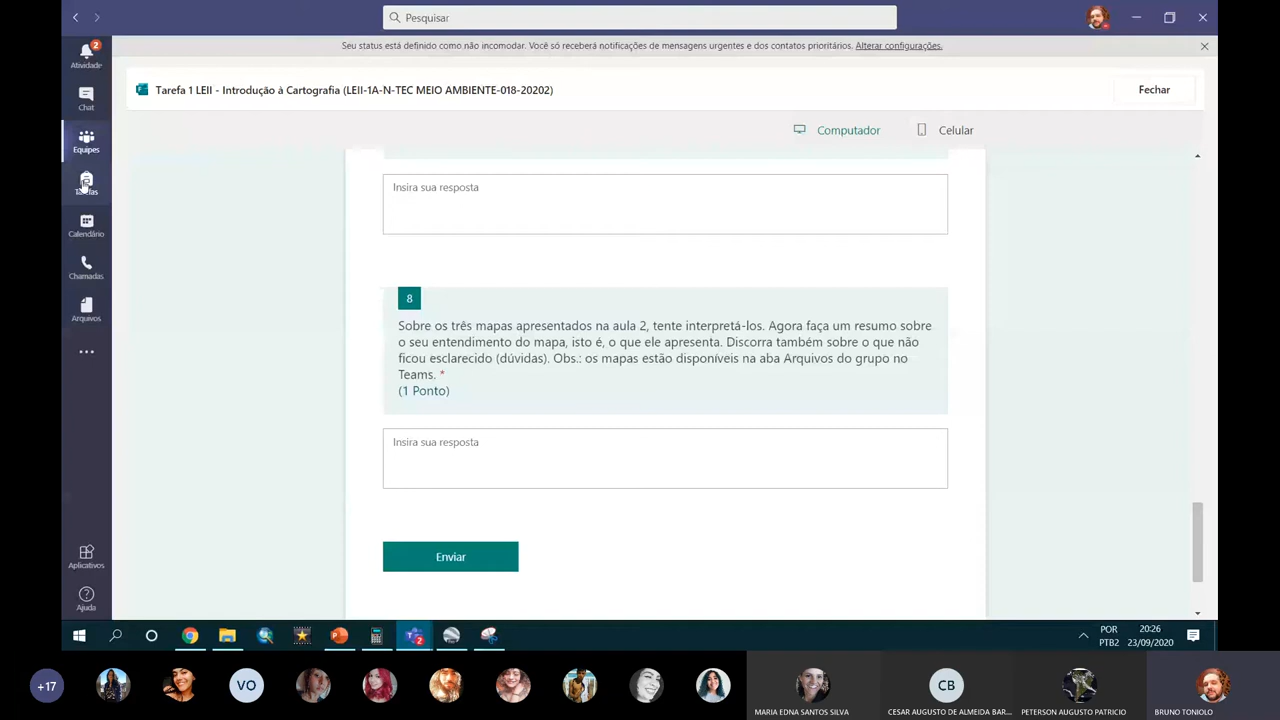 Pesquisar
Seu status está definido como não incomodar. Você só receberá notificações de mensagens urgentes e dos contatos prioritários. Alterar configurações.
2
Atividade
Chat
Equipes
Tarefas
Calendário
Chamadas
Arquivos
Aplicativos
Ajuda
Tarefa 1 LEII - Introdução à Cartografia (LEII-1A-N-TEC MEIO AMBIENTE-018-20202)
Fechar
Computador
Celular
Insira sua resposta
8
Sobre os três mapas apresentados na aula 2, tente interpretá-los. Agora faça um resumo sobre
o seu entendimento do mapa, isto é, o que ele apresenta. Discorra também sobre o que não
ficou esclarecido (dúvidas). Obs.: os mapas estão disponíveis na aba Arquivos do grupo no
Teams. *
(1 Ponto)
Insira sua resposta
Enviar
2
POR
PTB2
20:26
23/09/2020
+17
VO
CB
MARIA EDNA SANTOS SILVA
CESAR AUGUSTO DE ALMEIDA BAR...
PETERSON AUGUSTO PATRICIO
BRUNO TONIOLO